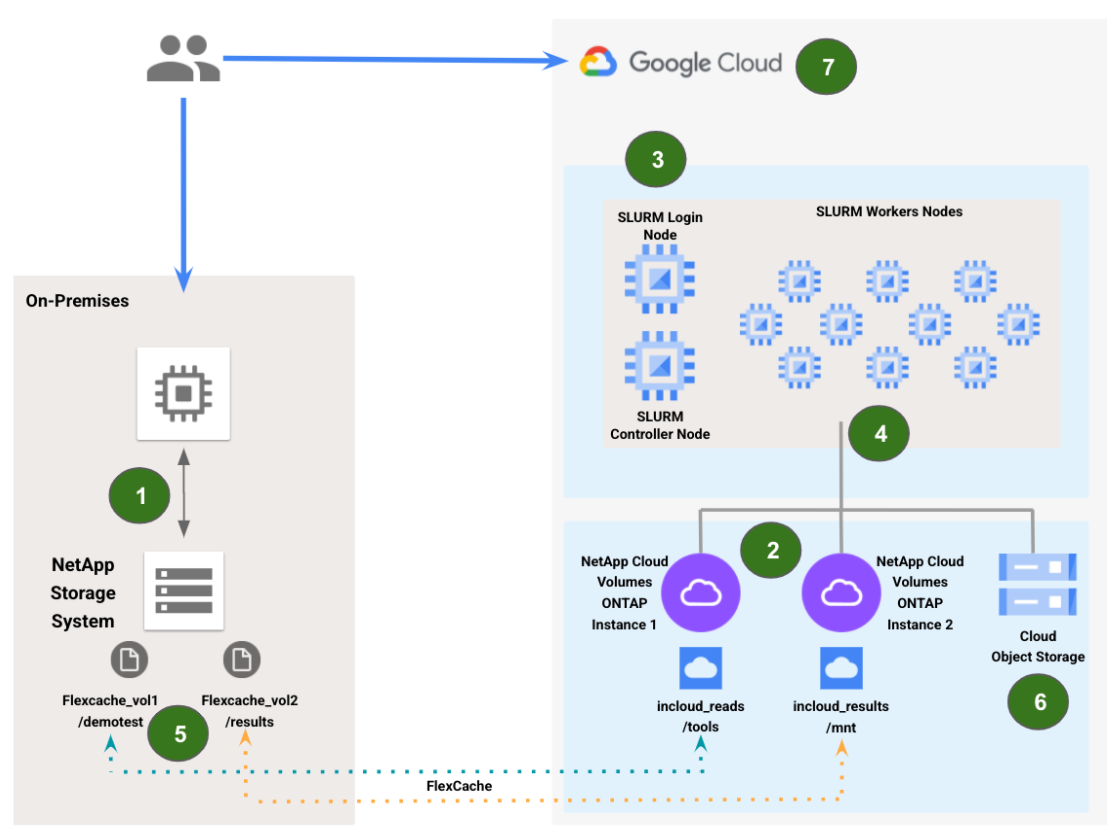 Google Cloud
7
3
SLURM Login
Node
SLURM Workers Nodes
On-Premises
SLURM
Controller Node
4
1
2
NetApp
Storage
System
NetApp Cloud
Volumes
ONTAP
Instance 1
NetApp Cloud
Volumes
ONTAP
Instance 2
Cloud
Object Storage
6
Flexcache_vol1
/demotest
Flexcache_vol2
/results
5
incloud_reads
/tools
incloud_results
/mnt
FlexCache